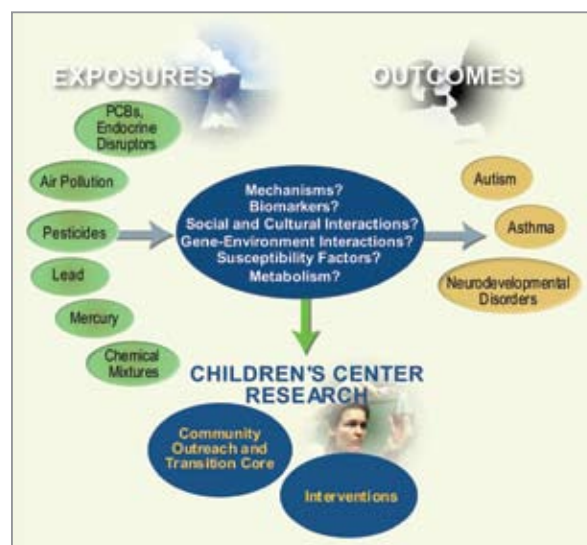 EXPOSURES
OUTCOMES
PCBs,
Endocrine
Disruptors
Air Pollution
Pesticides
Lead
Mercury
Chemical
Mixtures
Mechanisms?
Biomarkers?
Social and Cultural Interactions?
Gene-Environment Interactions?
Susceptibility Factors?
Metabolism?
Autism
Asthma
Neurodevelopmental
Disorders
CHILDREN'S CENTER
RESEARCH
Community
Outreach and
Transition Core
Interventions